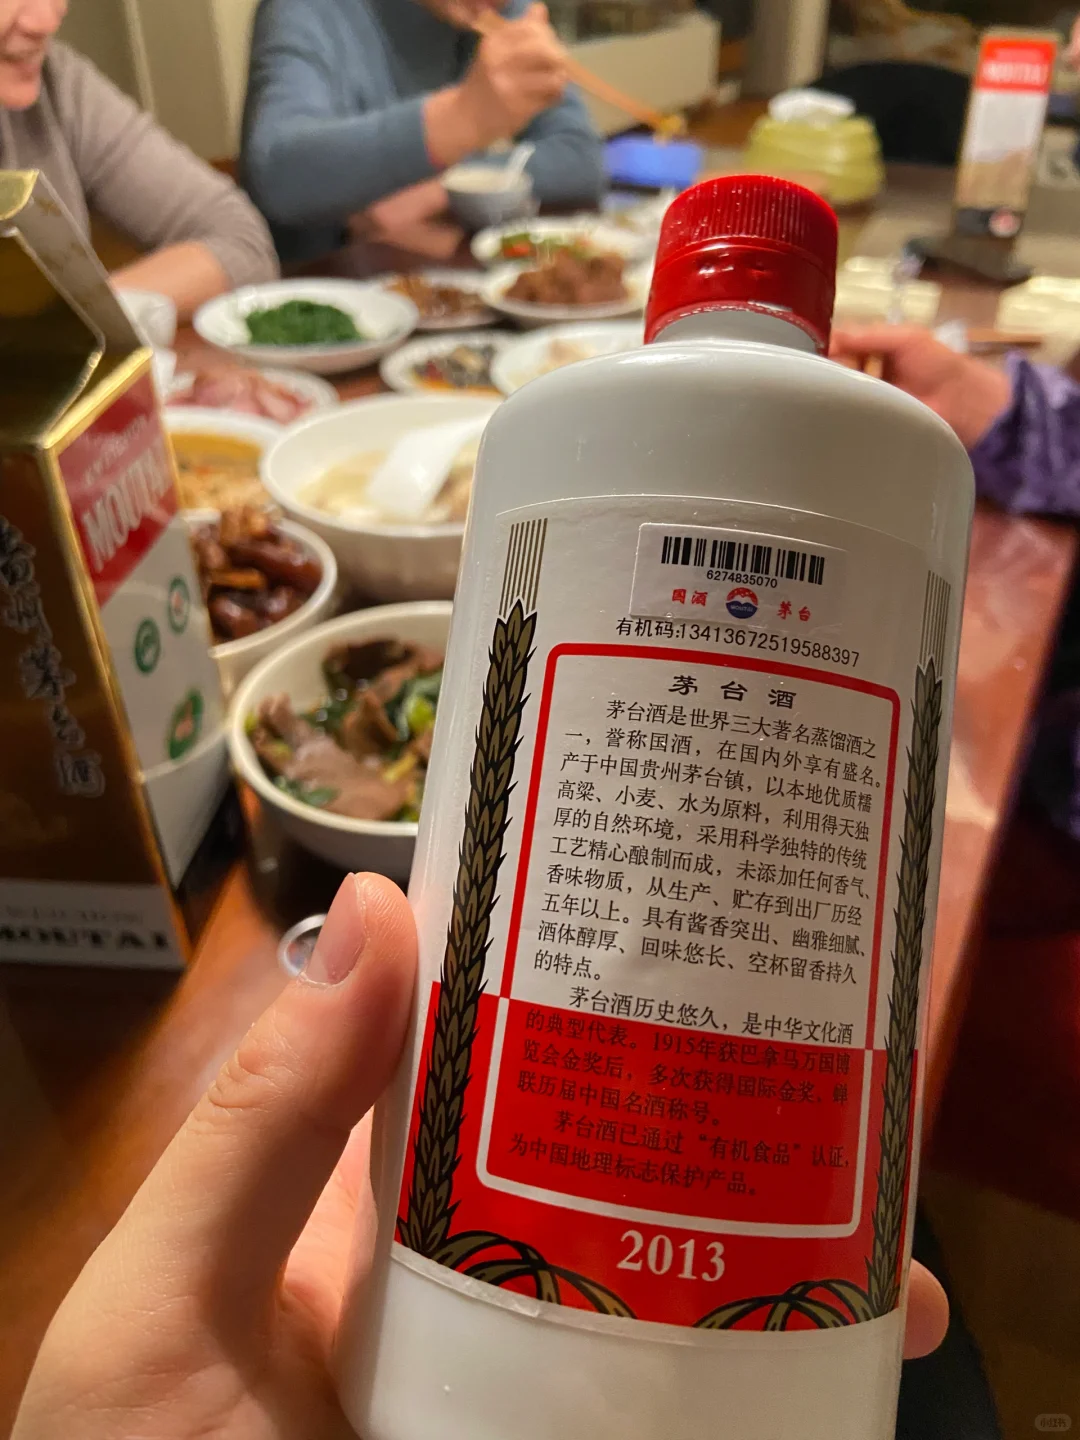 MOUTAI
6274835070
国酒 MOUTAI 茅台
有机码:13413672519588397
茅台酒
茅台酒是世界三大著名蒸馏酒之
一，誉称国酒，在国内外享有盛名。
产于中国贵州茅台镇，以本地优质糯
高粱、小麦、水为原料，利用得天独
厚的自然环境，采用科学独特的传统
工艺精心酿制而成，未添加任何香气、
香味物质，从生产、贮存到出厂历经
五年以上。具有酱香突出、幽雅细腻、
酒体醇厚、回味悠长、空杯留香持久
的特点。
茅台酒历史悠久，是中华文化酒
的典型代表。1915年获巴拿马万国博
览会金奖后，多次获得国际金奖，蝉
联历届中国名酒称号。
茅台酒已通过“有机食品”认证，
为中国地理标志保护产品。
2013
MOUTAI
贵州茅台酒
MOUTAI
小红书